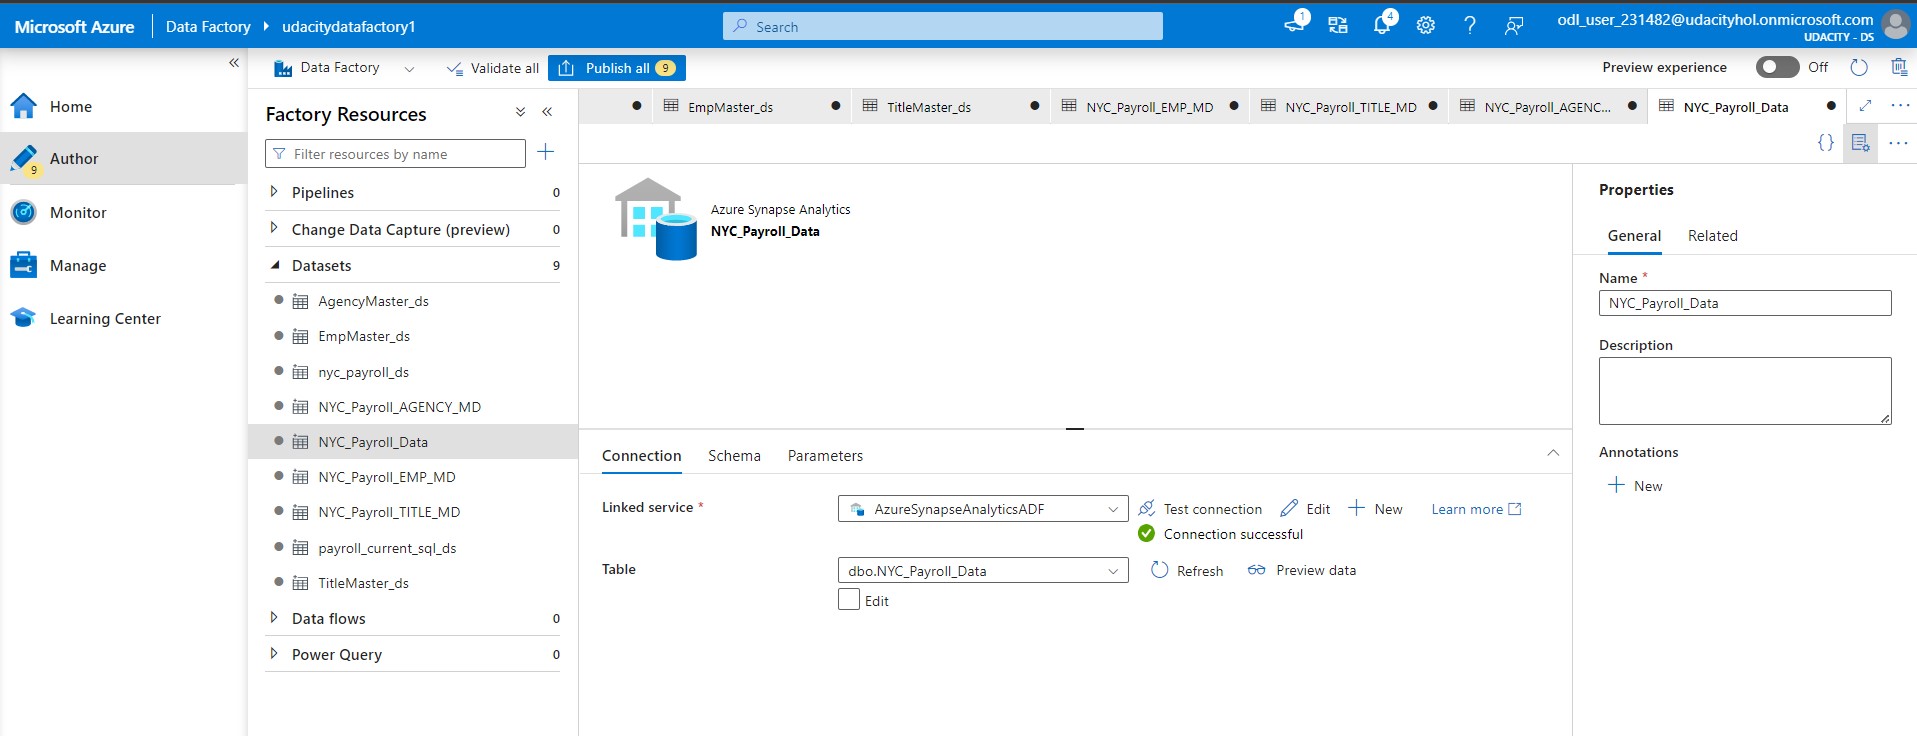 Microsoft Azure
Data Factory
udacitydatafactory1
Search
1
4
odl_user_231482@udacityhol.onmicrosoft.com
UDACITY - DS
Home
Author
9
Monitor
Manage
Learning Center
Data Factory
Validate all
Publish all
9
Preview experience
Off
Factory Resources
Filter resources by name
Pipelines
0
Change Data Capture (preview)
0
Datasets
9
AgencyMaster_ds
EmpMaster_ds
nyc_payroll_ds
NYC_Payroll_AGENCY_MD
NYC_Payroll_Data
NYC_Payroll_EMP_MD
NYC_Payroll_TITLE_MD
payroll_current_sql_ds
TitleMaster_ds
Data flows
0
Power Query
0
EmpMaster_ds
TitleMaster_ds
NYC_Payroll_EMP_MD
NYC_Payroll_TITLE_MD
NYC_Payroll_AGENC...
NYC_Payroll_Data
{}
Azure Synapse Analytics
NYC_Payroll_Data
Connection
Schema
Parameters
Linked service *
AzureSynapseAnalyticsADF
Test connection
Edit
New
Learn more
Connection successful
Table
dbo.NYC_Payroll_Data
Refresh
Preview data
Edit
Properties
General
Related
Name *
NYC_Payroll_Data
Description
Annotations
New